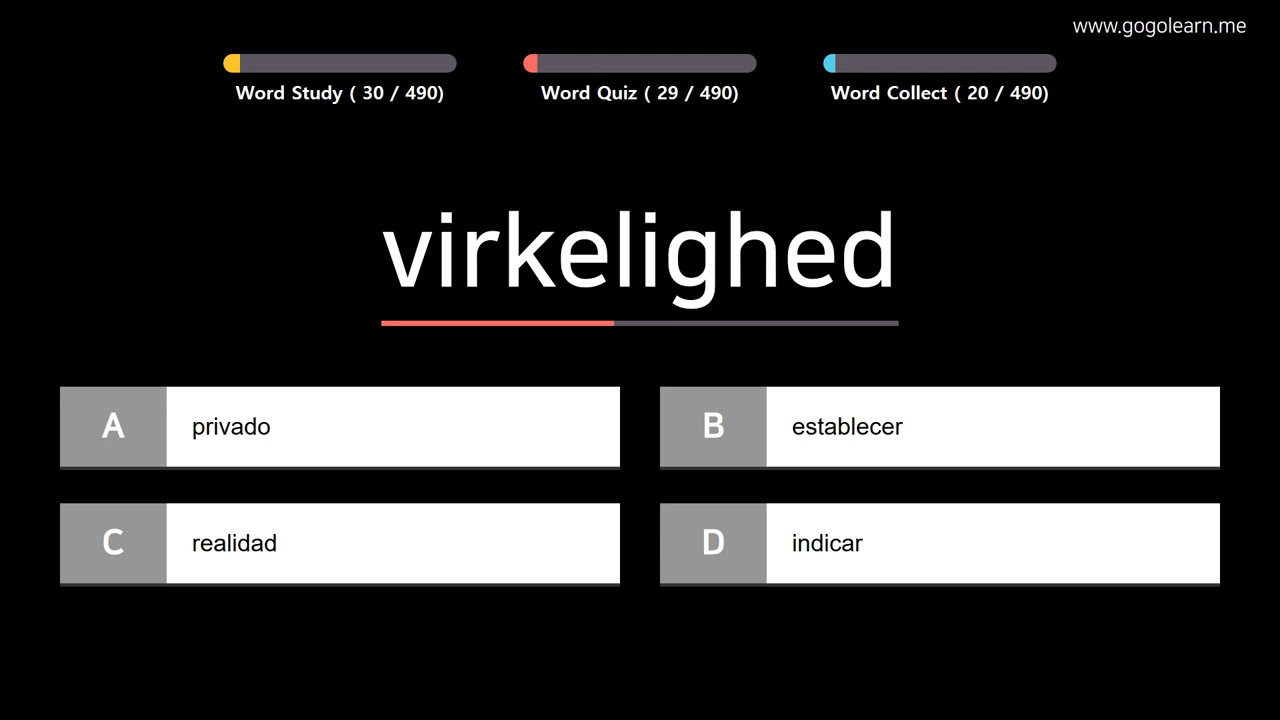 www.gogolearn.me
Word Study ( 30 / 490)
Word Quiz ( 29 / 490)
Word Collect ( 20 / 490)
virkelighed
A privado
B establecer
C realidad
D indicar